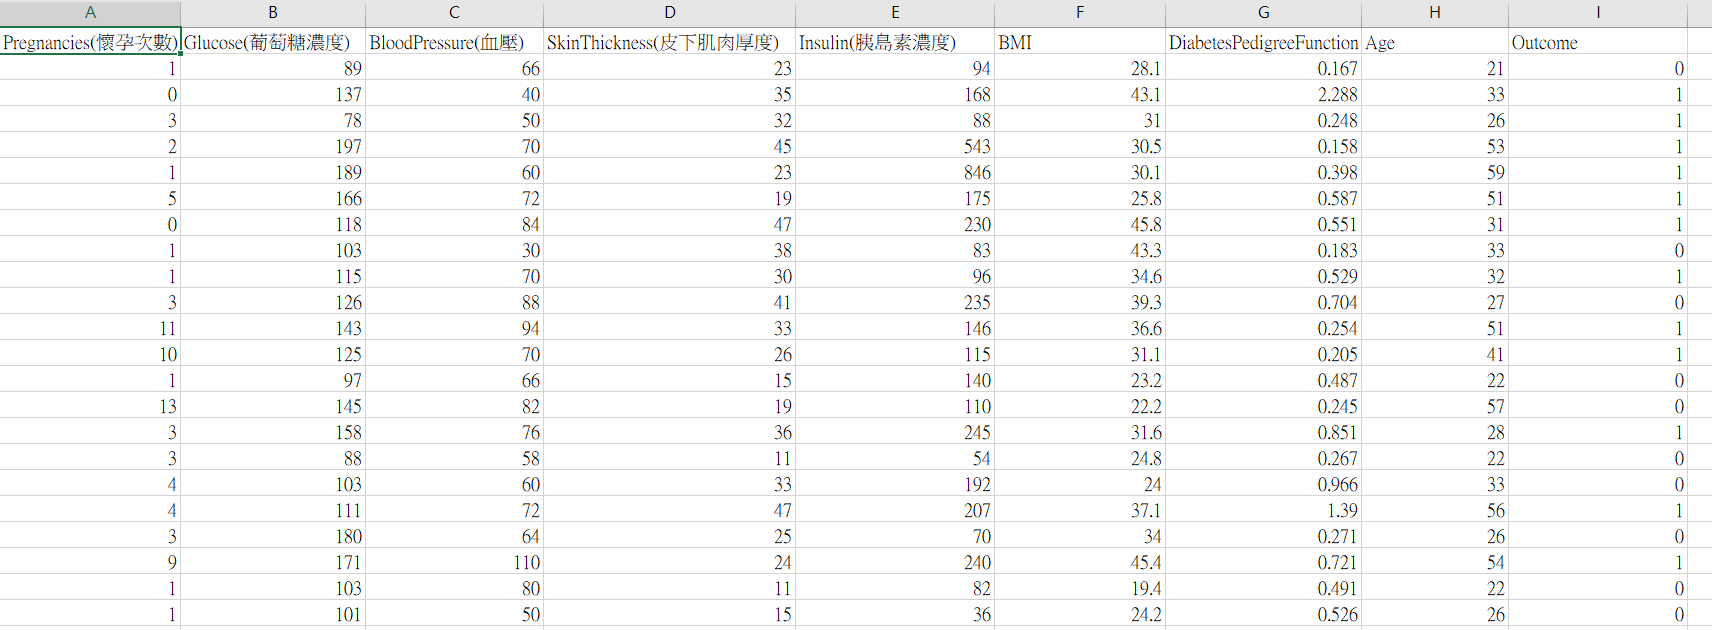 A B C D E F G H I
Pregnancies(懷孕次數) Glucose(葡萄糖濃度) BloodPressure(血壓) SkinThickness(皮下肌肉厚度) Insulin(胰島素濃度) BMI DiabetesPedigreeFunction Age Outcome
1 89 66 23 94 28.1 0.167 21 0
0 137 40 35 168 43.1 2.288 33 1
3 78 50 32 88 31 0.248 26 1
2 197 70 45 543 30.5 0.158 53 1
1 189 60 23 846 30.1 0.398 59 1
5 166 72 19 175 25.8 0.587 51 1
0 118 84 47 230 45.8 0.551 31 1
1 103 30 38 83 43.3 0.183 33 0
1 115 70 30 96 34.6 0.529 32 1
3 126 88 41 235 39.3 0.704 27 0
11 143 94 33 146 36.6 0.254 51 1
10 125 70 26 115 31.1 0.205 41 1
1 97 66 15 140 23.2 0.487 22 0
13 145 82 19 110 22.2 0.245 57 0
3 158 76 36 245 31.6 0.851 28 1
3 88 58 11 54 24.8 0.267 22 0
4 103 60 33 192 24 0.966 33 0
4 111 72 47 207 37.1 1.39 56 1
3 180 64 25 70 34 0.271 26 0
9 171 110 24 240 45.4 0.721 54 1
1 103 80 11 82 19.4 0.491 22 0
1 101 50 15 36 24.2 0.526 26 0